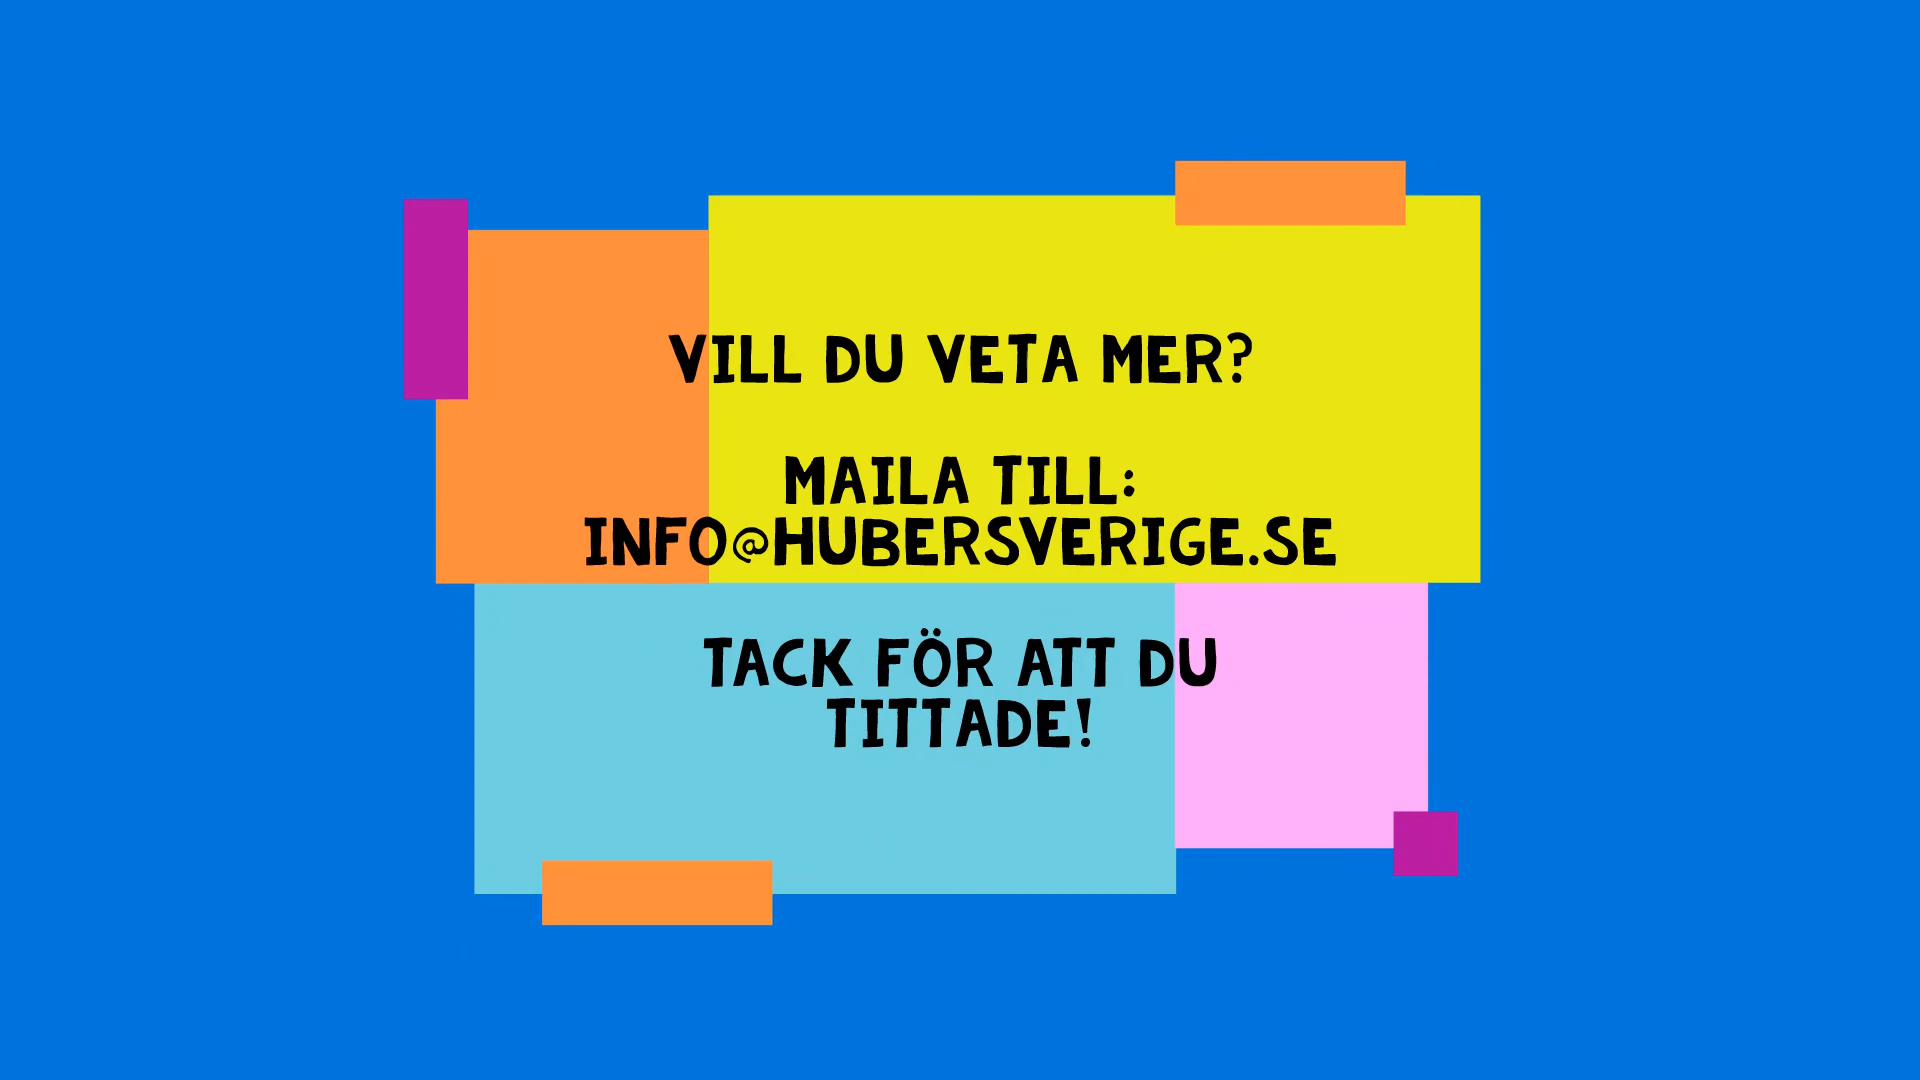 VILL DU VETA MER?
MAILA TILL:
INFO@HUBERSVERIGE.SE
TACK FÖR ATT DU
TITTADE!